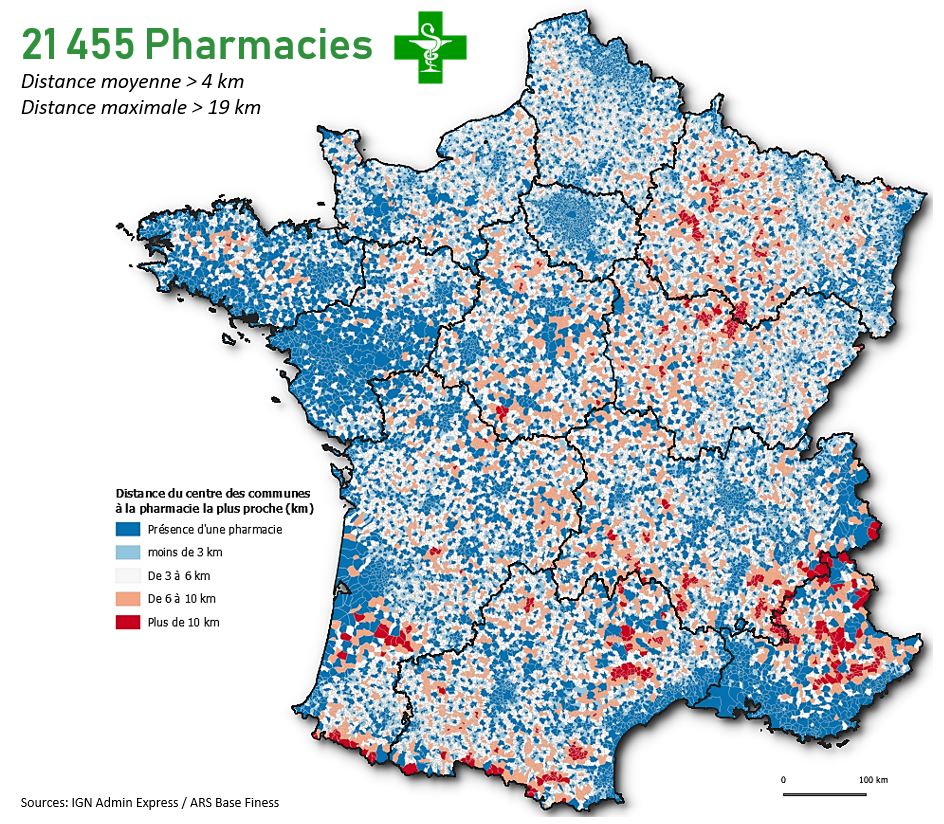 21 455 Pharmacies
Distance moyenne > 4 km
Distance maximale > 19 km
Distance du centre des communes
à la pharmacie la plus proche (km)
Présence d'une pharmacie
moins de 3 km
De 3 à 6 km
De 6 à 10 km
Plus de 10 km
0 100 km
Sources: IGN Admin Express / ARS Base Finess